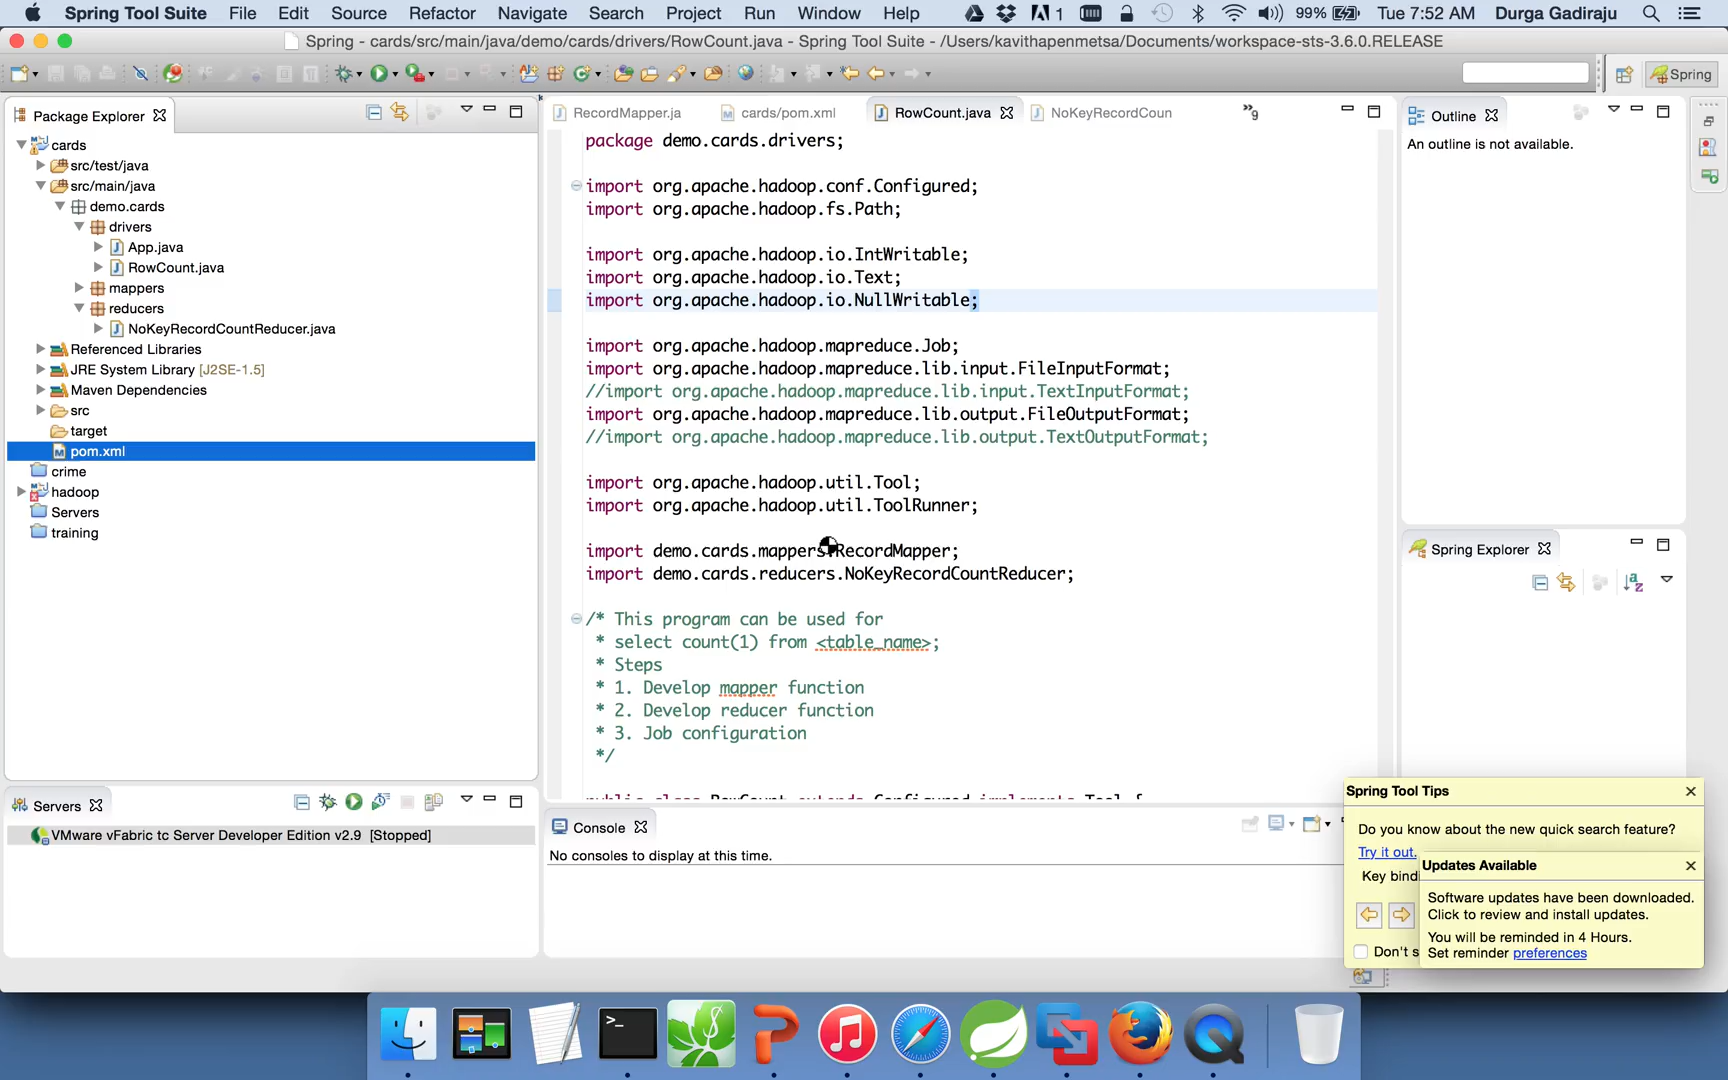 Spring Tool Suite File Edit Source Refactor Navigate Search Project Run Window Help 1 99% Tue 7:52 AM Durga Gadiraju
Spring - cards/src/main/java/demo/cards/drivers/RowCount.java - Spring Tool Suite - /Users/kavithapenmetsa/Documents/workspace-sts-3.6.0.RELEASE
Spring
Package Explorer
cards
src/test/java
src/main/java
demo.cards
drivers
App.java
RowCount.java
mappers
reducers
NoKeyRecordCountReducer.java
Referenced Libraries
JRE System Library [J2SE-1.5]
Maven Dependencies
src
target
pom.xml
crime
hadoop
Servers
training
RecordMapper.ja cards/pom.xml RowCount.java NoKeyRecordCoun »9
package demo.cards.drivers;
import org.apache.hadoop.conf.Configured;
import org.apache.hadoop.fs.Path;
import org.apache.hadoop.io.IntWritable;
import org.apache.hadoop.io.Text;
import org.apache.hadoop.io.NullWritable;
import org.apache.hadoop.mapreduce.Job;
import org.apache.hadoop.mapreduce.lib.input.FileInputFormat;
//import org.apache.hadoop.mapreduce.lib.input.TextInputFormat;
import org.apache.hadoop.mapreduce.lib.output.FileOutputFormat;
//import org.apache.hadoop.mapreduce.lib.output.TextOutputFormat;
import org.apache.hadoop.util.Tool;
import org.apache.hadoop.util.ToolRunner;
import demo.cards.mappers.RecordMapper;
import demo.cards.reducers.NoKeyRecordCountReducer;
/* This program can be used for
* select count(1) from <table_name>;
* Steps
* 1. Develop mapper function
* 2. Develop reducer function
* 3. Job configuration
*/
public class RowCount extends Configured implements Tool {
Outline
An outline is not available.
Spring Explorer
Servers
VMware vFabric tc Server Developer Edition v2.9 [Stopped]
Console
No consoles to display at this time.
Spring Tool Tips
Do you know about the new quick search feature?
Try it out.
Key bind
Don't s
Updates Available
Software updates have been downloaded.
Click to review and install updates.
You will be reminded in 4 Hours.
Set reminder preferences